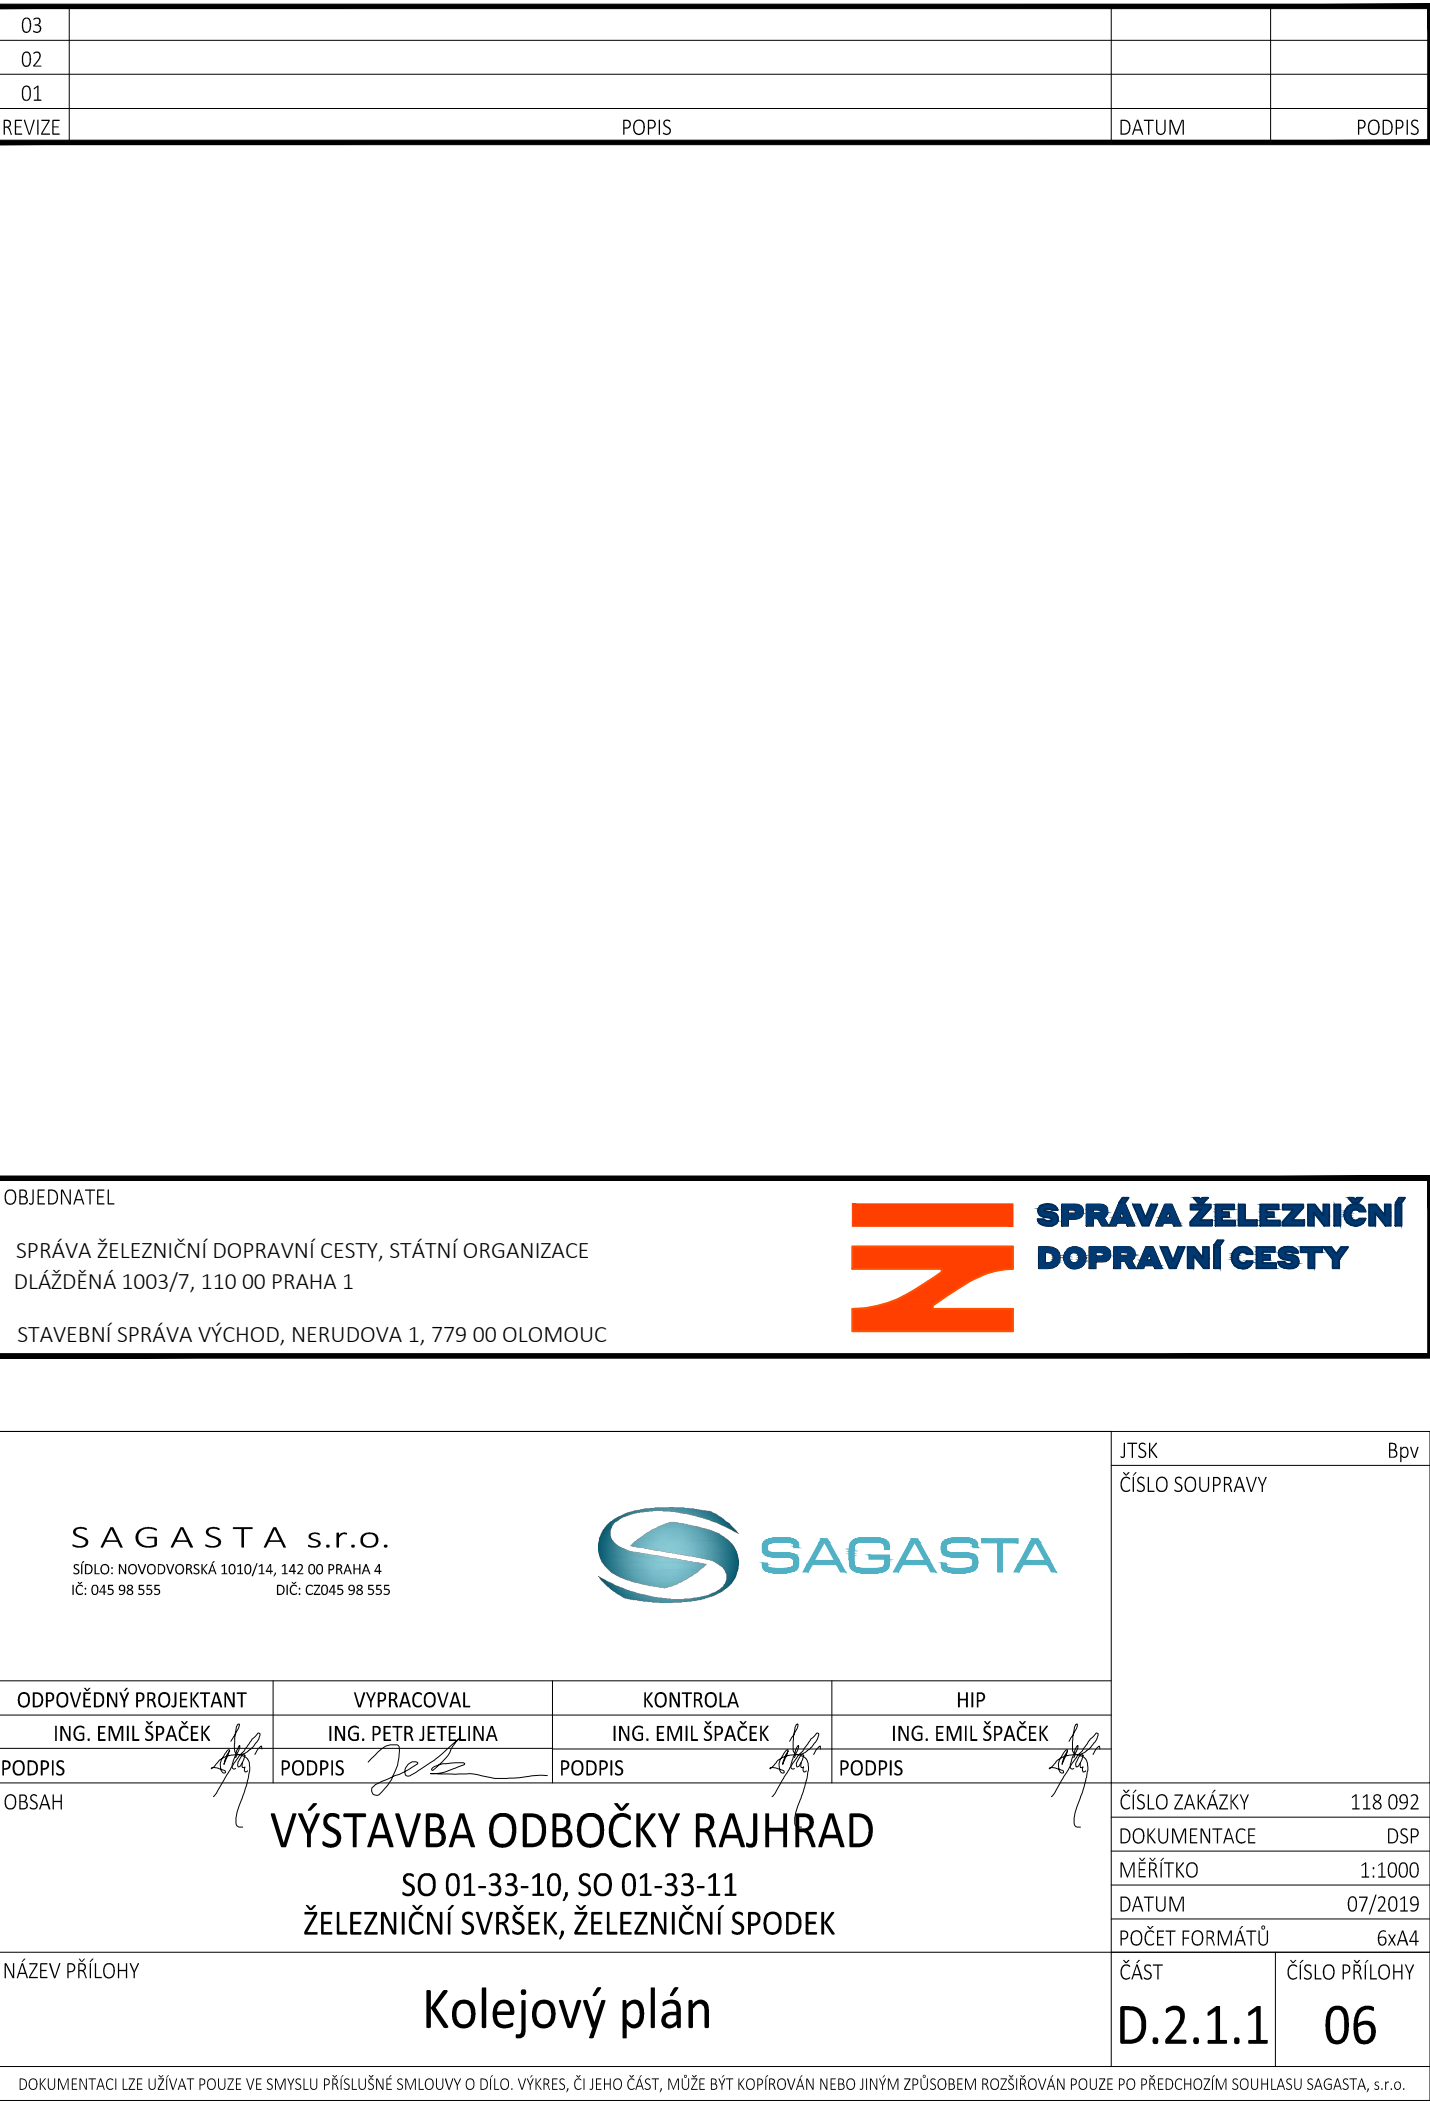 03
02
01
REVIZE POPIS DATUM PODPIS
OBJEDNATEL
SPRÁVA ŽELEZNIČNÍ DOPRAVNÍ CESTY, STÁTNÍ ORGANIZACE
DLÁŽDĚNÁ 1003/7, 110 00 PRAHA 1
STAVEBNÍ SPRÁVA VÝCHOD, NERUDOVA 1, 779 00 OLOMOUC
SPRÁVA ŽELEZNIČNÍ
DOPRAVNÍ CESTY
JTSK Bpv
ČÍSLO SOUPRAVY
SAGASTA s.r.o.
SÍDLO: NOVODVORSKÁ 1010/14, 142 00 PRAHA 4
IČ: 045 98 555 DIČ: CZ045 98 555
SAGASTA
ODPOVĚDNÝ PROJEKTANT VYPRACOVAL KONTROLA HIP
ING. EMIL ŠPAČEK ING. PETR JETELINA ING. EMIL ŠPAČEK ING. EMIL ŠPAČEK
PODPIS PODPIS PODPIS PODPIS
OBSAH
VÝSTAVBA ODBOČKY RAJHRAD
SO 01-33-10, SO 01-33-11
ŽELEZNIČNÍ SVRŠEK, ŽELEZNIČNÍ SPODEK
ČÍSLO ZAKÁZKY 118 092
DOKUMENTACE DSP
MĚŘÍTKO 1:1000
DATUM 07/2019
POČET FORMÁTŮ 6xA4
NÁZEV PŘÍLOHY
Kolejový plán
ČÁST ČÍSLO PŘÍLOHY
D.2.1.1 06
DOKUMENTACI LZE UŽÍVAT POUZE VE SMYSLU PŘÍSLUŠNÉ SMLOUVY O DÍLO. VÝKRES, ČI JEHO ČÁST, MŮŽE BÝT KOPÍROVÁN NEBO JINÝM ZPŮSOBEM ROZŠIŘOVÁN POUZE PO PŘEDCHOZÍM SOUHLASU SAGASTA, s.r.o.